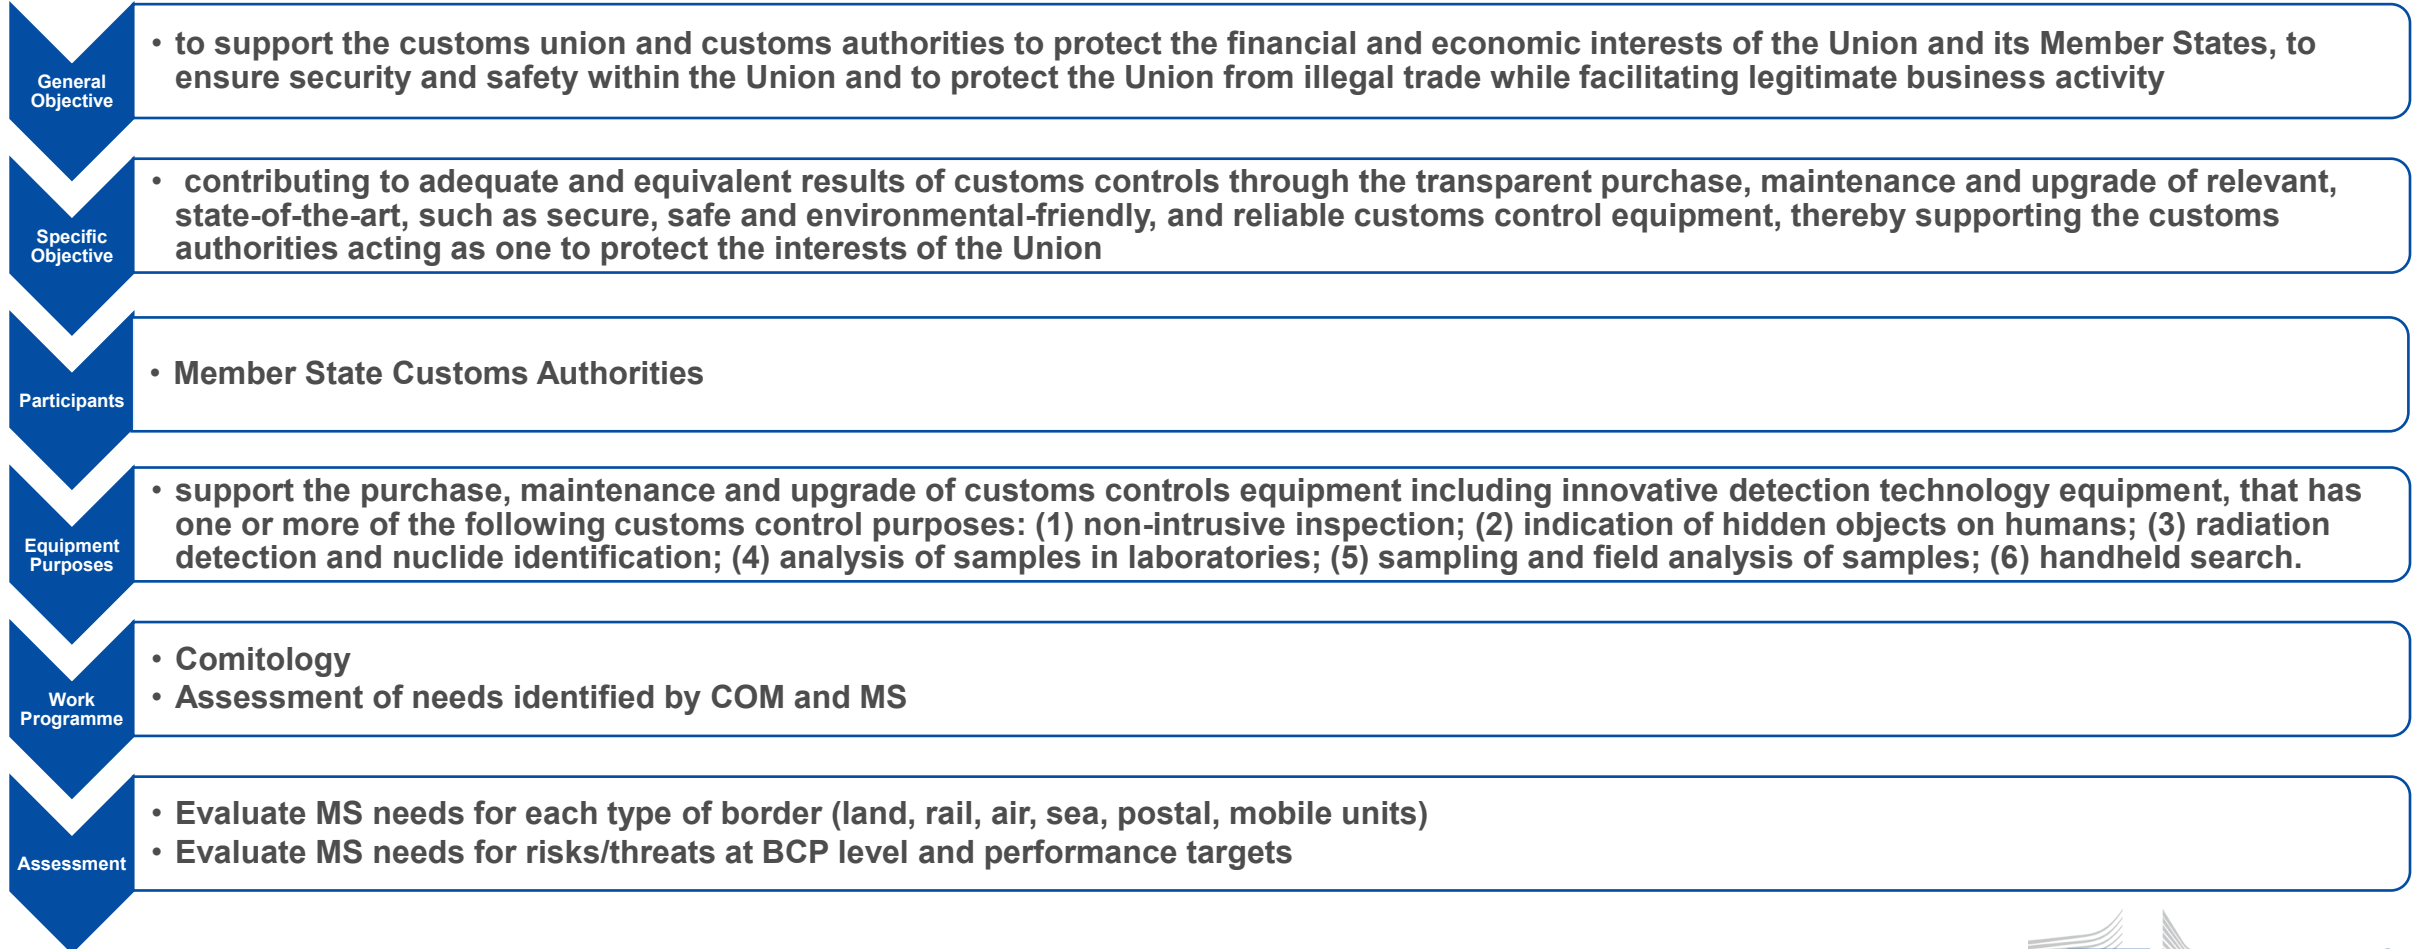 General
Objective
• to support the customs union and customs authorities to protect the financial and economic interests of the Union and its Member States, to
ensure security and safety within the Union and to protect the Union from illegal trade while facilitating legitimate business activity
Specific
Objective
• contributing to adequate and equivalent results of customs controls through the transparent purchase, maintenance and upgrade of relevant,
state-of-the-art, such as secure, safe and environmental-friendly, and reliable customs control equipment, thereby supporting the customs
authorities acting as one to protect the interests of the Union
Participants
• Member State Customs Authorities
Equipment
Purposes
• support the purchase, maintenance and upgrade of customs controls equipment including innovative detection technology equipment, that has
one or more of the following customs control purposes: (1) non-intrusive inspection; (2) indication of hidden objects on humans; (3) radiation
detection and nuclide identification; (4) analysis of samples in laboratories; (5) sampling and field analysis of samples; (6) handheld search.
Work
Programme
• Comitology
• Assessment of needs identified by COM and MS
Assessment
• Evaluate MS needs for each type of border (land, rail, air, sea, postal, mobile units)
• Evaluate MS needs for risks/threats at BCP level and performance targets